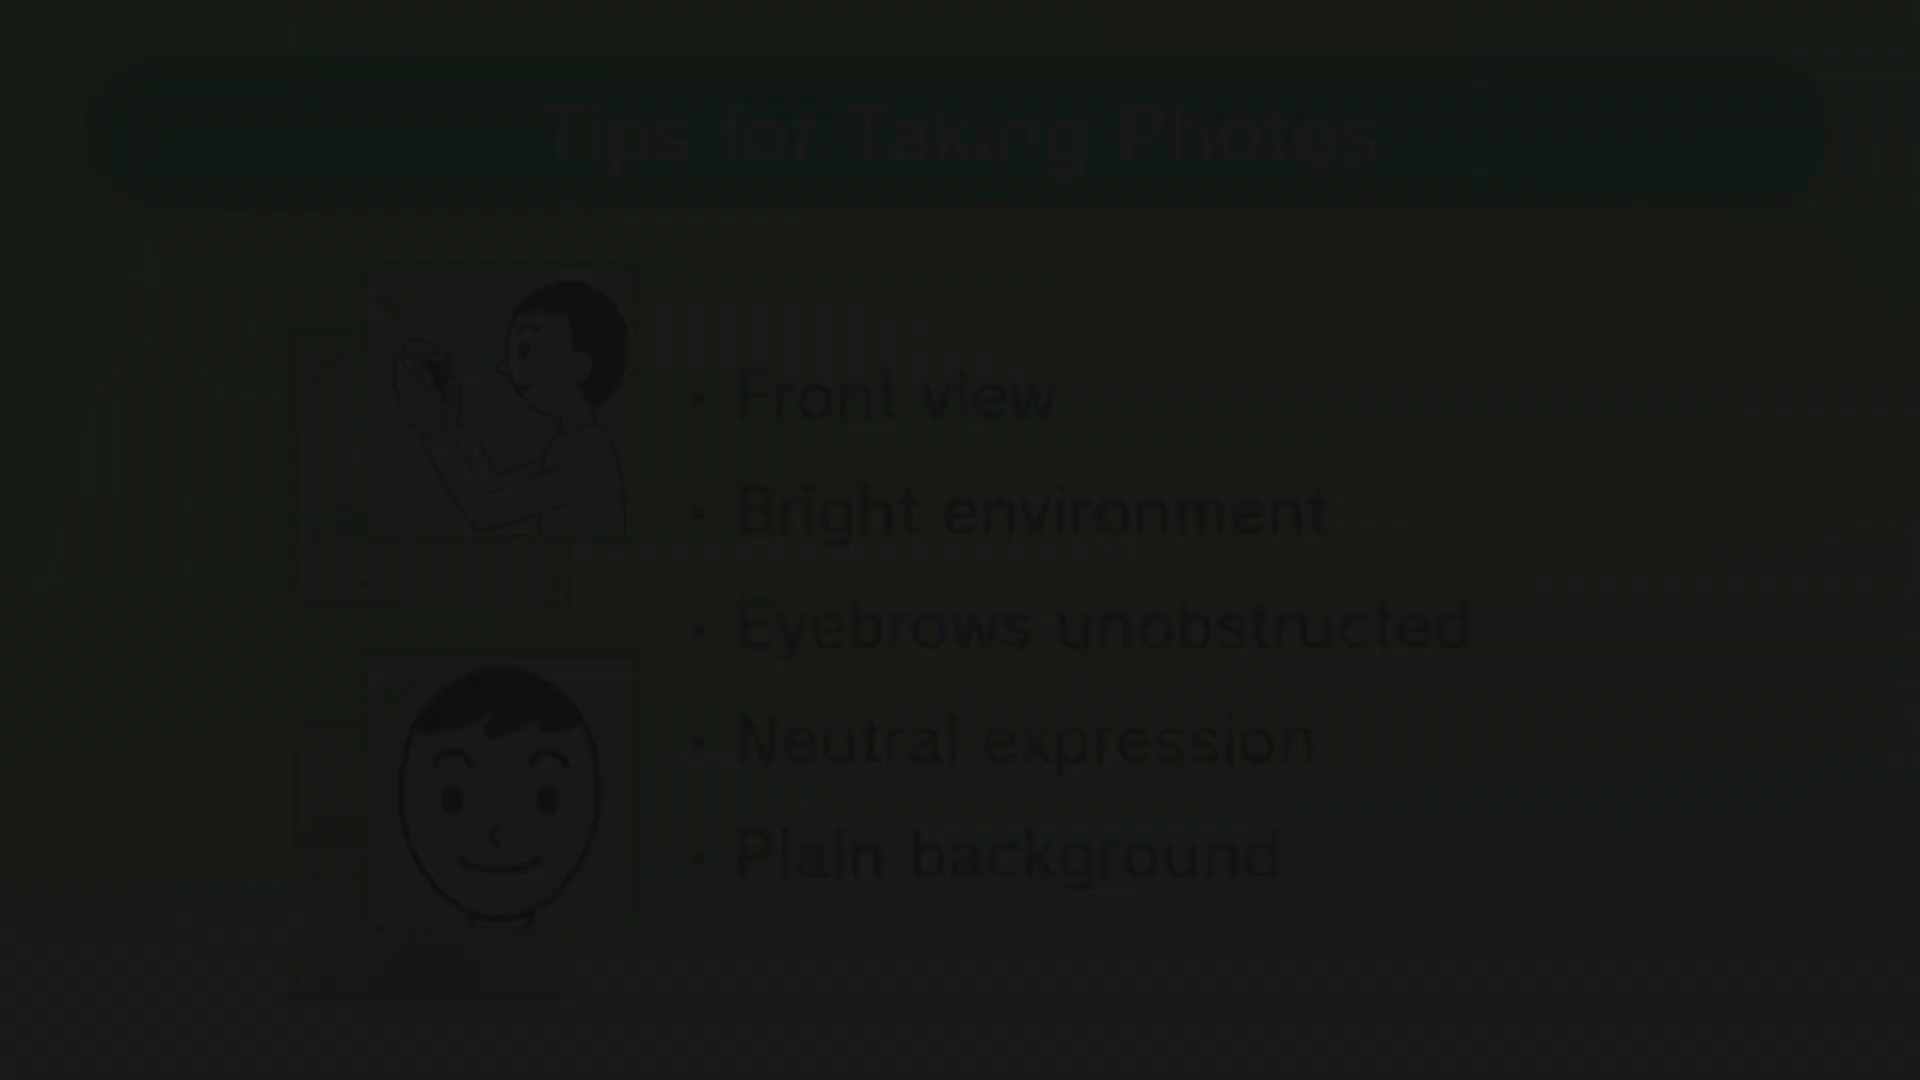 Tips for Taking Photos
• Front view
• Bright environment
• Eyebrows unobstructed
• Neutral expression
• Plain background